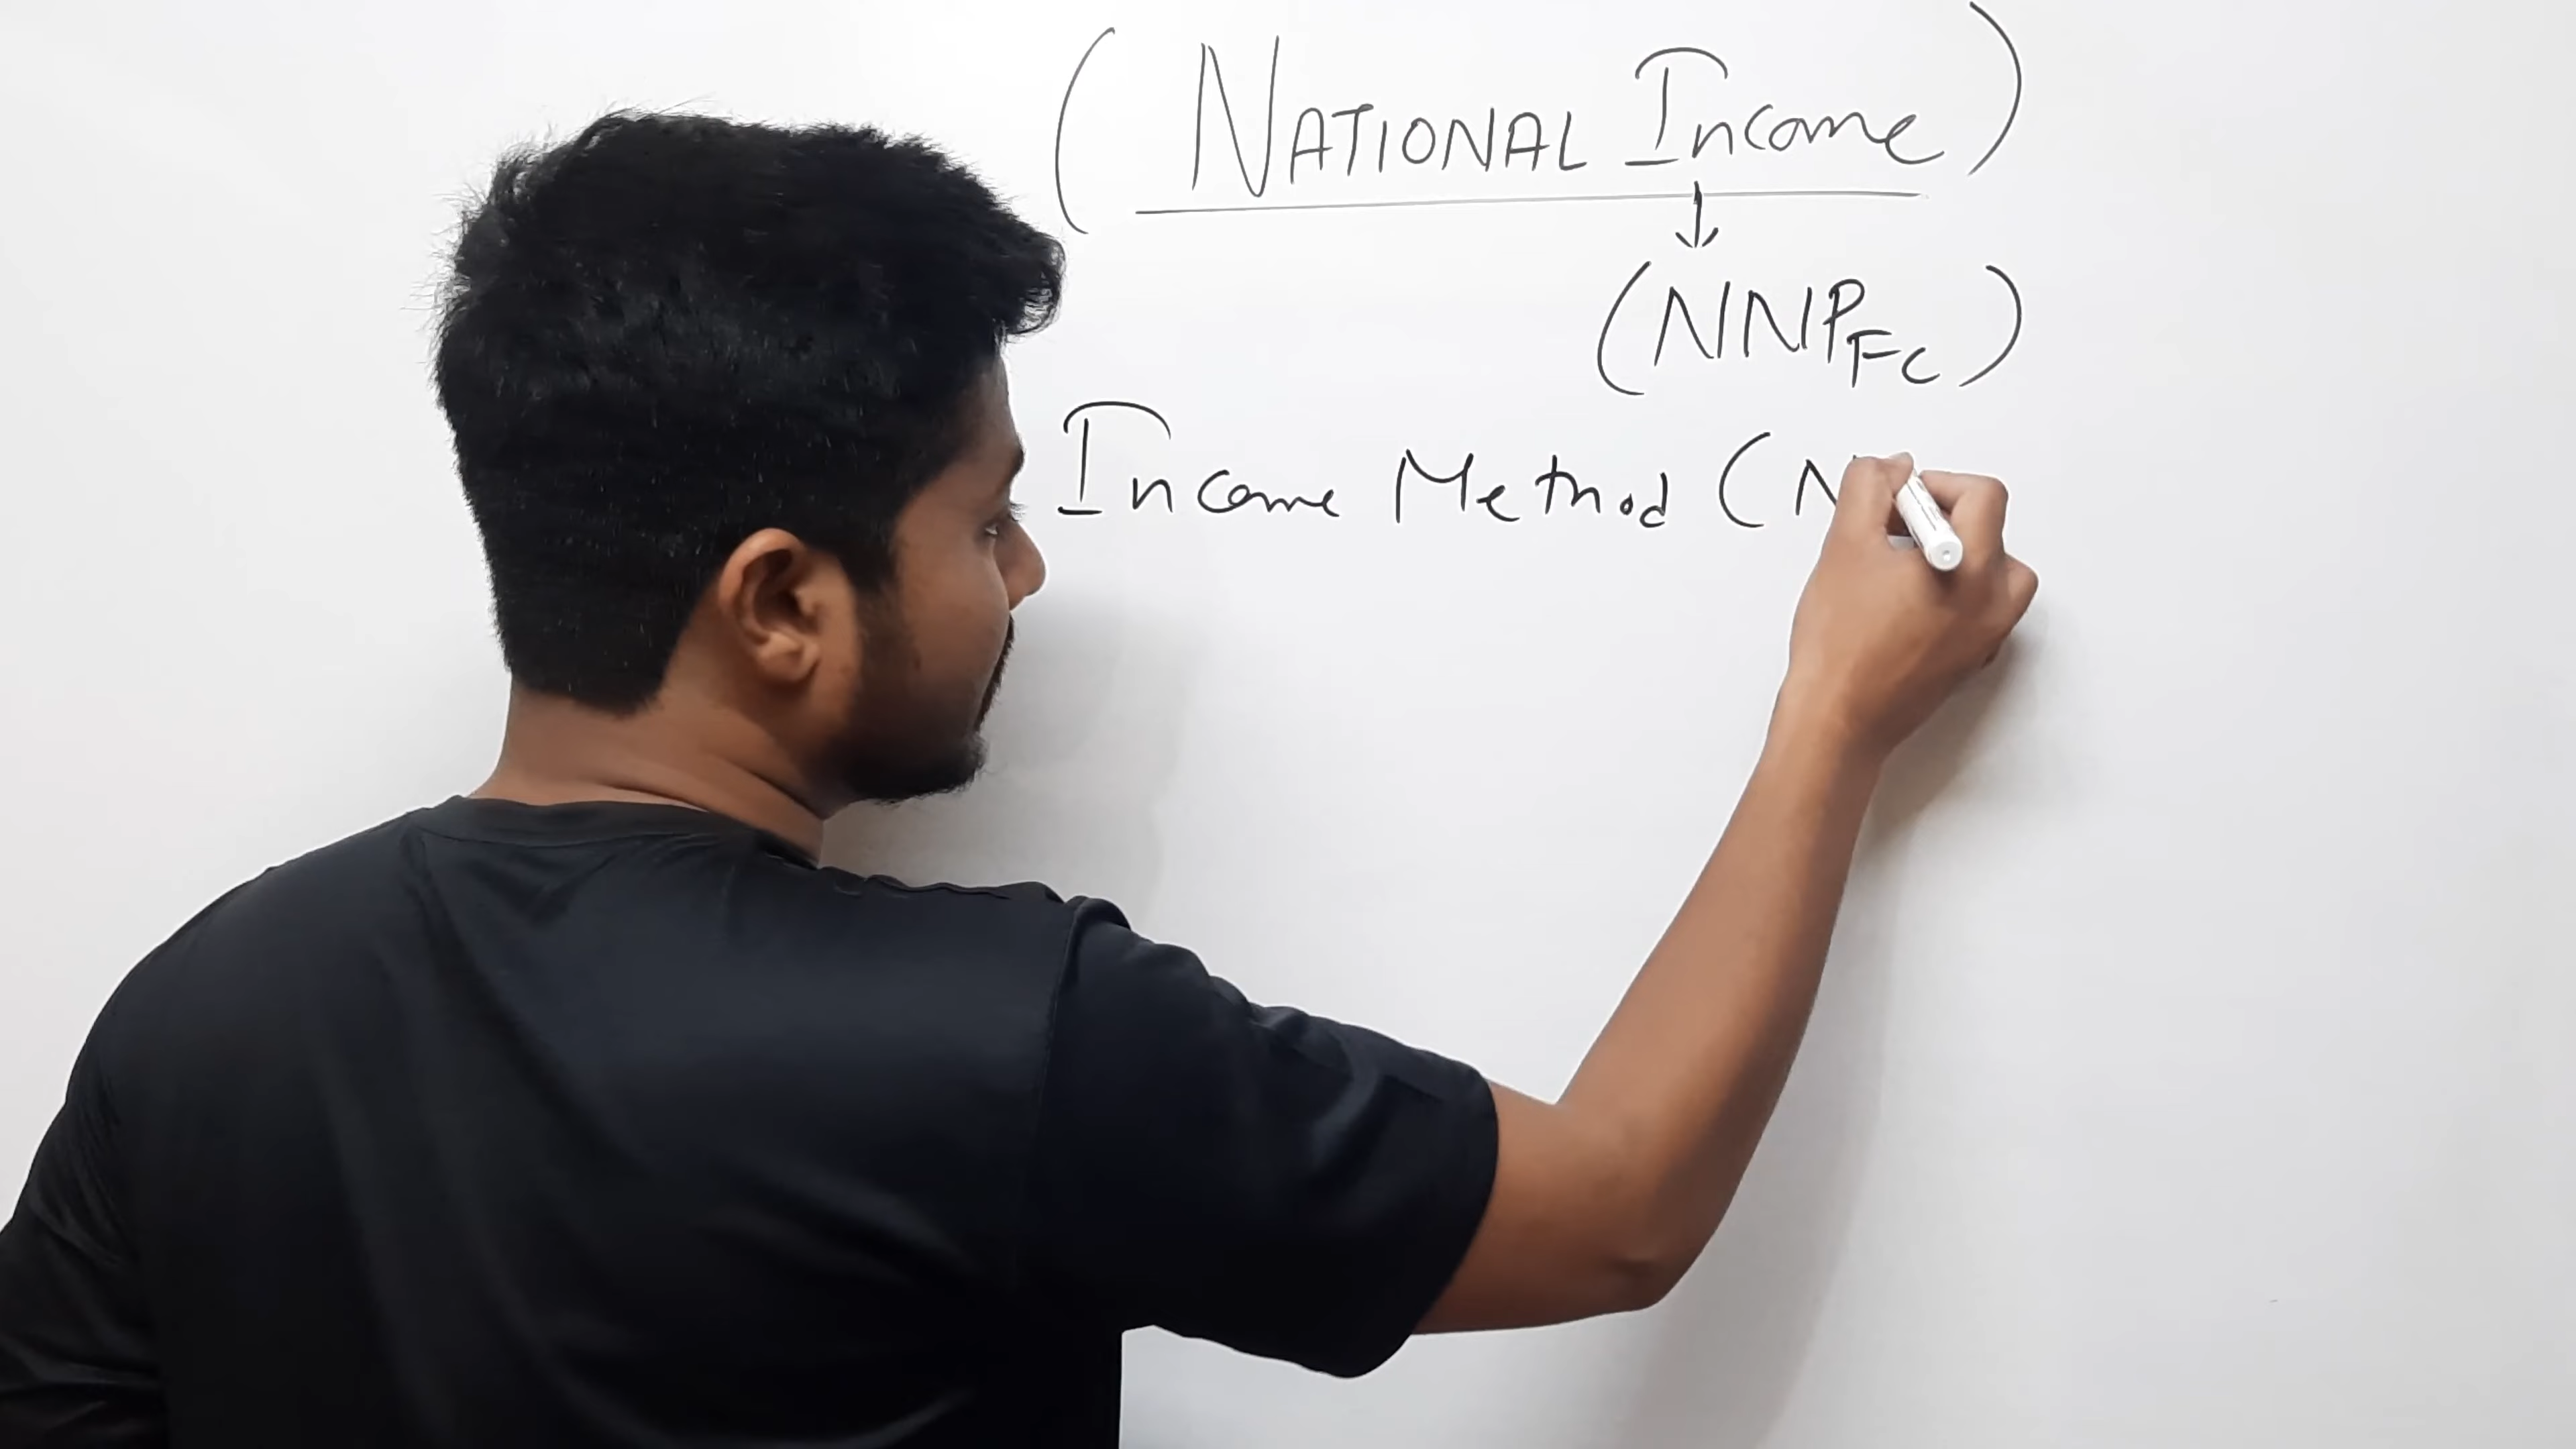 ( NATIONAL Income )
↓
(NNPFC)
Income Method ( N